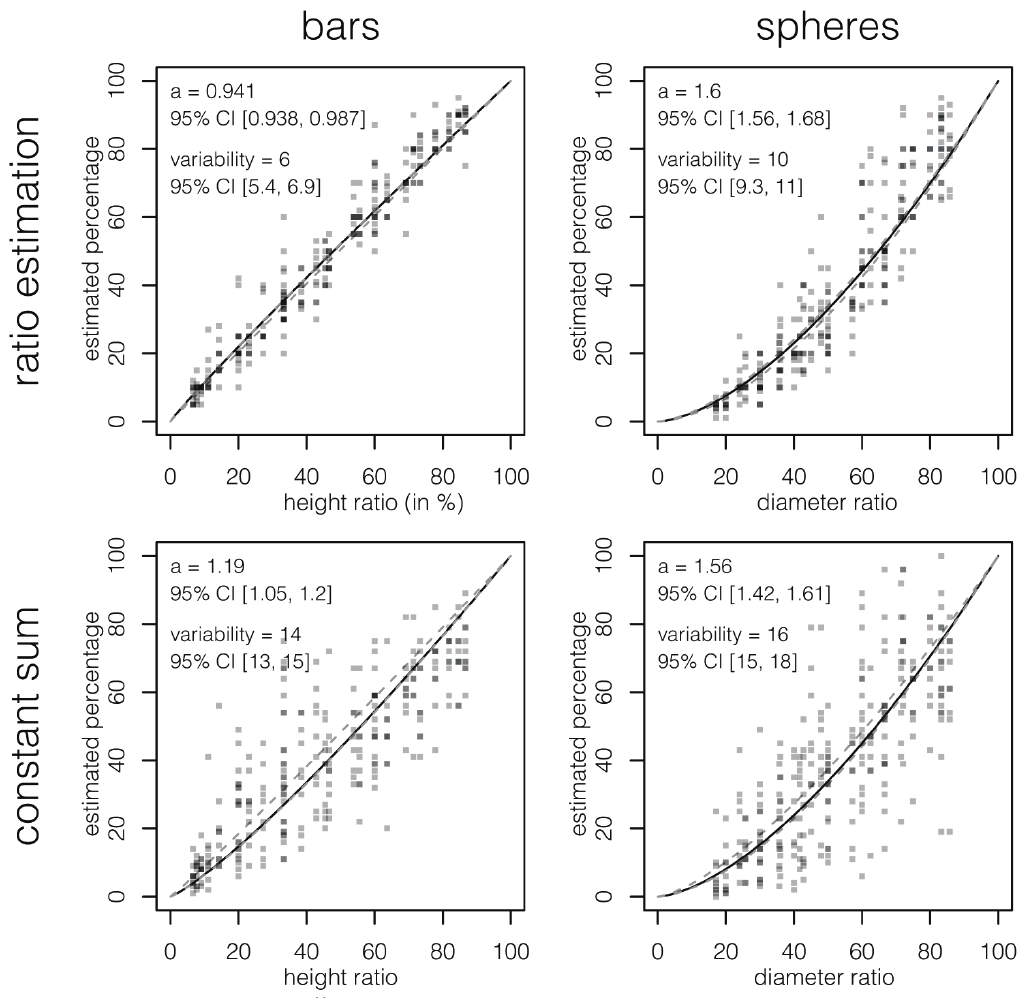 bars
spheres
ratio estimation
estimated percentage
0 20 40 60 80 100
a = 0.941
95% CI [0.938, 0.987]
variability = 6
95% CI [5.4, 6.9]
0 20 40 60 80 100
height ratio (in %)
estimated percentage
0 20 40 60 80 100
a = 1.6
95% CI [1.56, 1.68]
variability = 10
95% CI [9.3, 11]
0 20 40 60 80 100
diameter ratio
constant sum
estimated percentage
0 20 40 60 80 100
a = 1.19
95% CI [1.05, 1.2]
variability = 14
95% CI [13, 15]
0 20 40 60 80 100
height ratio
estimated percentage
0 20 40 60 80 100
a = 1.56
95% CI [1.42, 1.61]
variability = 16
95% CI [15, 18]
0 20 40 60 80 100
diameter ratio